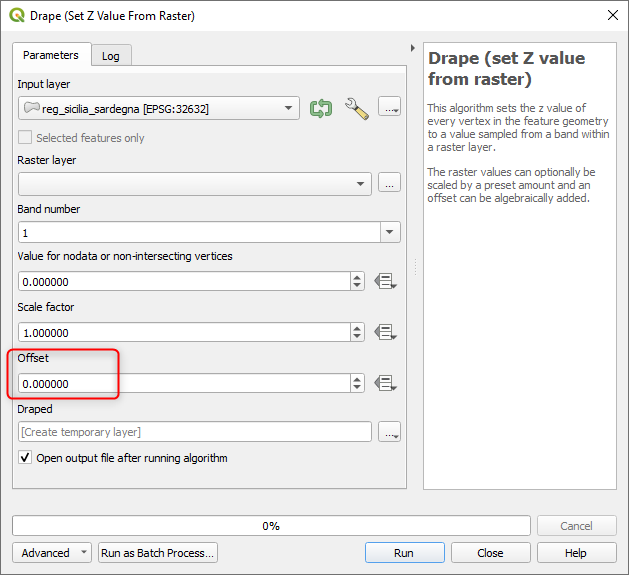 Drape (Set Z Value From Raster)
Parameters
Log
Input layer
reg_sicilia_sardegna [EPSG:32632]
...
Selected features only
Raster layer
...
Band number
1
Value for nodata or non-intersecting vertices
0.000000
Scale factor
1.000000
Offset
0.000000
Draped
[Create temporary layer]
...
Open output file after running algorithm
Drape (set Z value
from raster)
This algorithm sets the z value of
every vertex in the feature geometry
to a value sampled from a band within
a raster layer.
The raster values can optionally be
scaled by a preset amount and an
offset can be algebraically added.
0%
Cancel
Advanced
Run as Batch Process...
Run
Close
Help